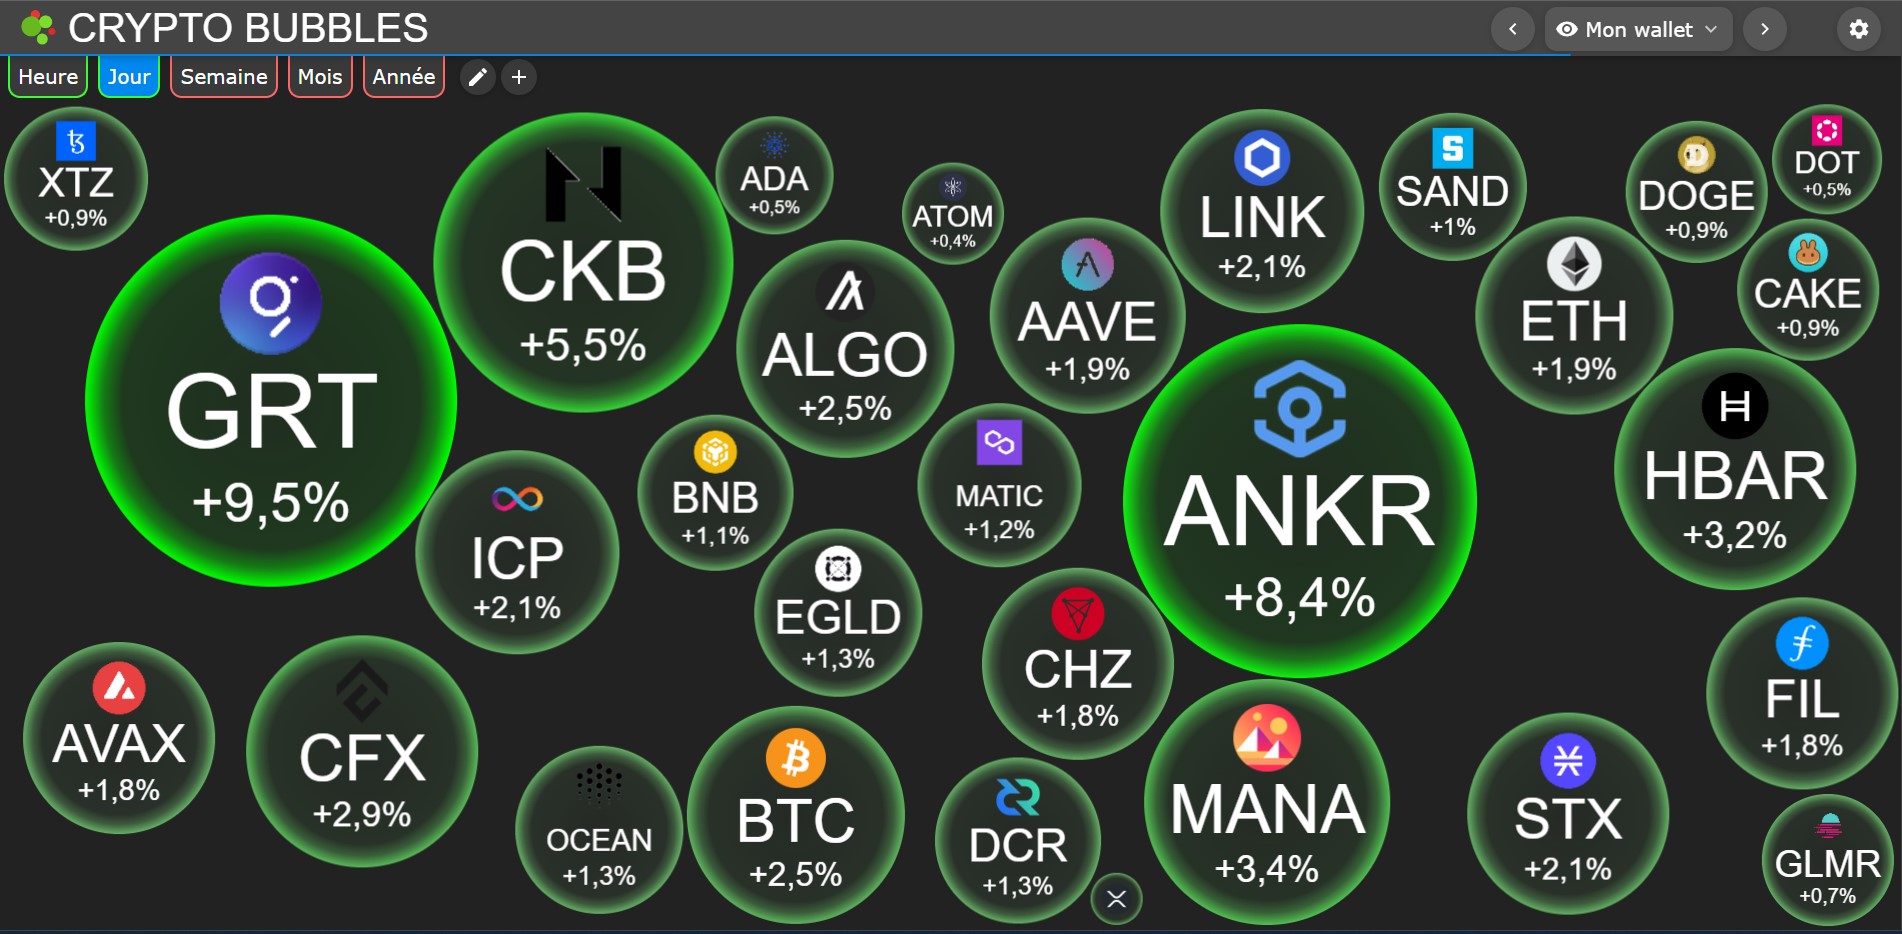 CRYPTO BUBBLES
Mon wallet
Heure
Jour
Semaine
Mois
Année
XTZ
+0,9%
GRT
+9,5%
CKB
+5,5%
ADA
+0,5%
ATOM
+0,4%
LINK
+2,1%
SAND
+1%
DOGE
+0,9%
DOT
+0,5%
ALGO
+2,5%
AAVE
+1,9%
ETH
+1,9%
CAKE
+0,9%
ICP
+2,1%
BNB
+1,1%
MATIC
+1,2%
ANKR
+8,4%
HBAR
+3,2%
EGLD
+1,3%
CHZ
+1,8%
FIL
+1,8%
AVAX
+1,8%
CFX
+2,9%
OCEAN
+1,3%
BTC
+2,5%
DCR
+1,3%
MANA
+3,4%
STX
+2,1%
GLMR
+0,7%